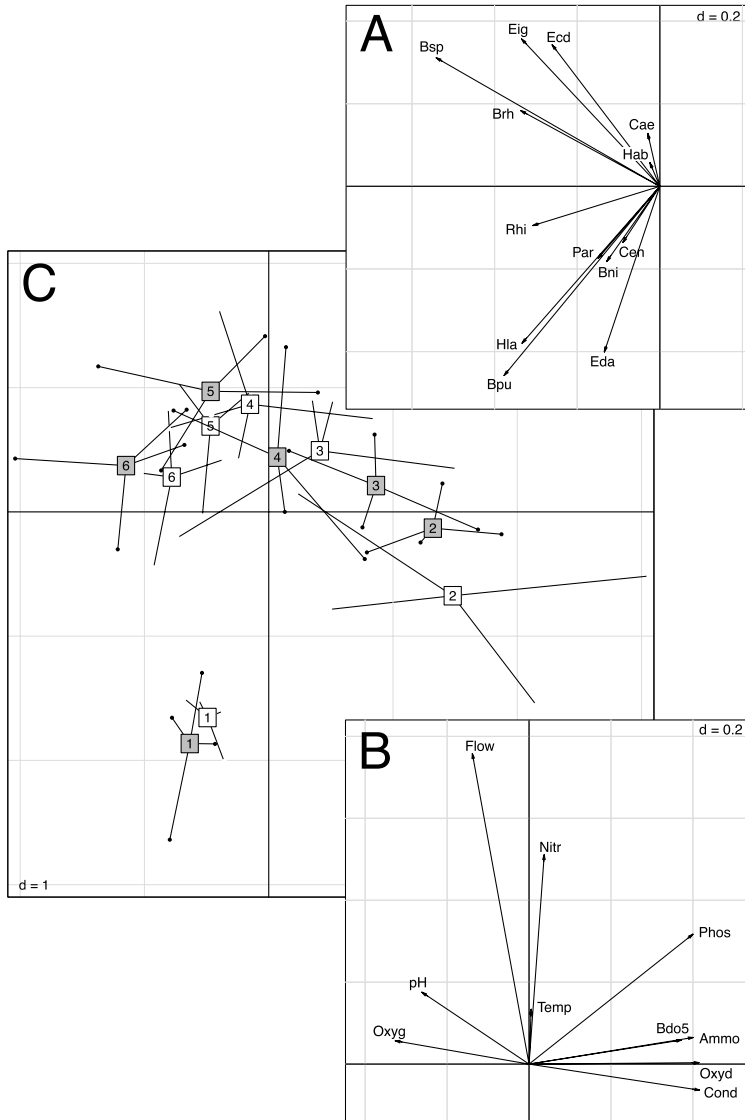 A
d = 0.2
Eig
Ecd
Bsp
Brh
Cae
Hab
Rhi
Par
Cen
Bni
Hla
Eda
Bpu
C
5
4
5
3
4
6
6
3
2
2
1
1
d = 1
B
d = 0.2
Flow
Nitr
Phos
pH
Temp
Oxyg
Bdo5
Ammo
Oxyd
Cond